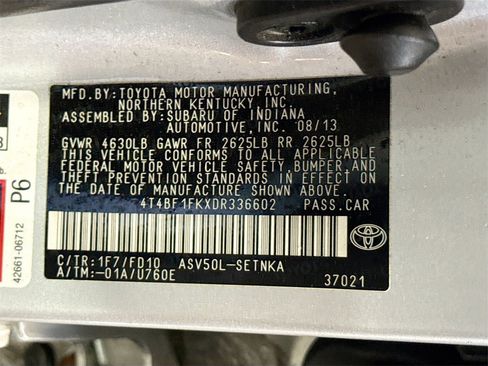 MFD.BY:TOYOTA MOTOR MANUFACTURING,
NORTHERN KENTUCKY,INC.
ASSEMBLED BY:SUBARU OF INDIANA
AUTOMOTIVE,INC. 08/13
GVWR 4630LB GAWR FR 2625LB RR 2625LB
THIS VEHICLE CONFORMS TO ALL APPLICABLE
FEDERAL MOTOR VEHICLE SAFETY,BUMPER,AND
THEFT PREVENTION STANDARDS IN EFFECT ON
THE DATE OF MANUFACTURE SHOWN ABOVE.
4T4BF1FKXDR336602 PASS.CAR
C/TR:1F7/FD10 ASV50L-SETNKA
A/TM:-01A/U760E 37021
TOYOTA
P6
42661-06712